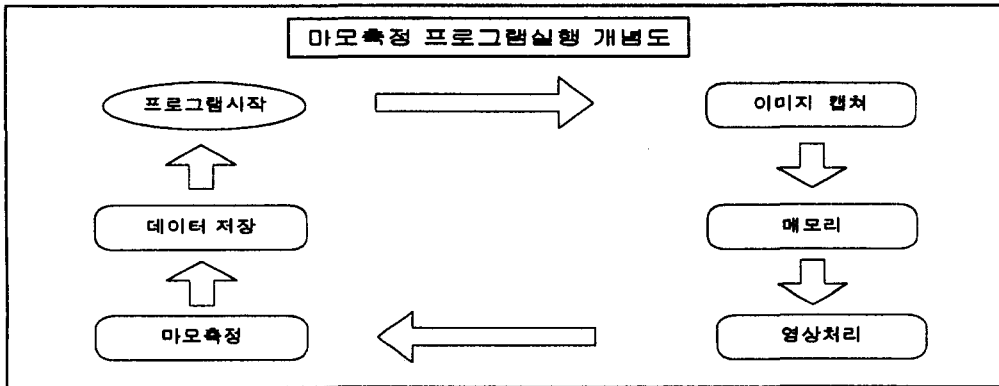 마모측정 프로그램실행 개념도
프로그램시작
이미지 캡쳐
데이터 저장
메모리
마모측정
영상처리